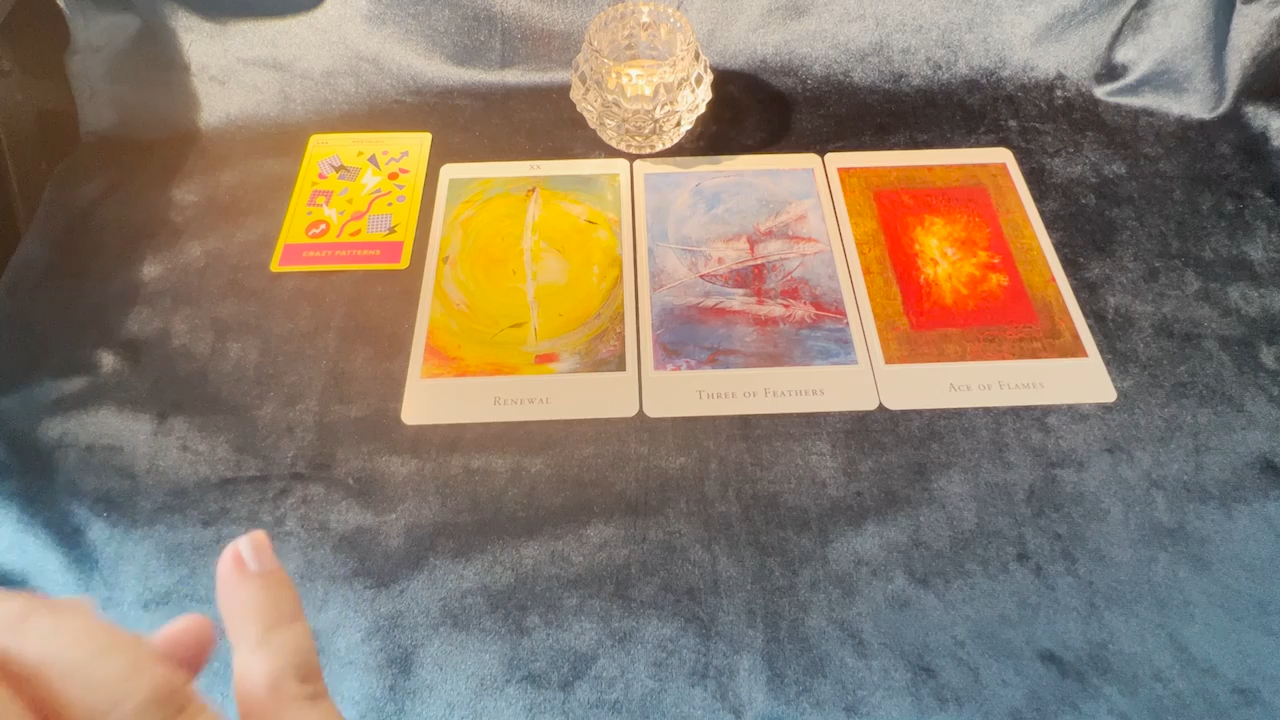 CRAZY PATTERNS
XX
RENEWAL
THREE OF FEATHERS
ACE OF FLAMES